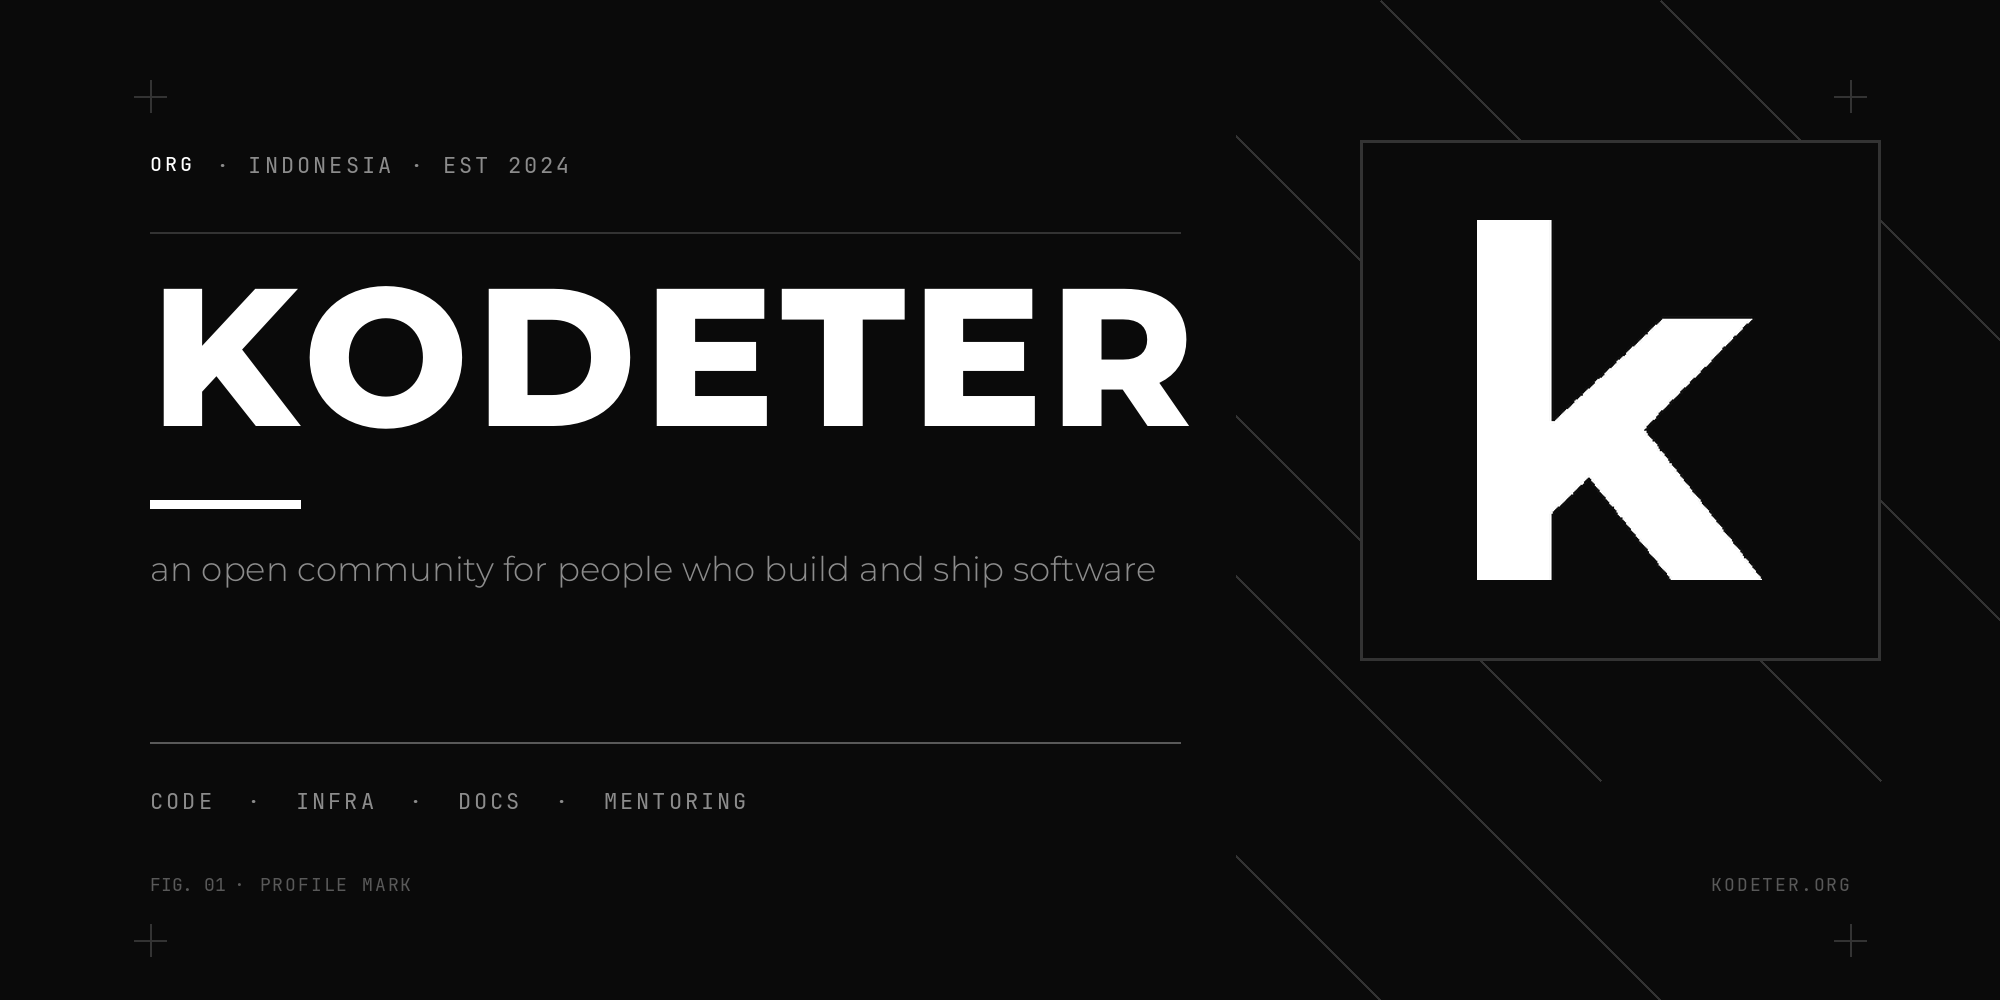 ORG · INDONESIA · EST 2024
KODETER
k
an open community for people who build and ship software
CODE · INFRA · DOCS · MENTORING
FIG. 01 · PROFILE MARK
KODETER.ORG